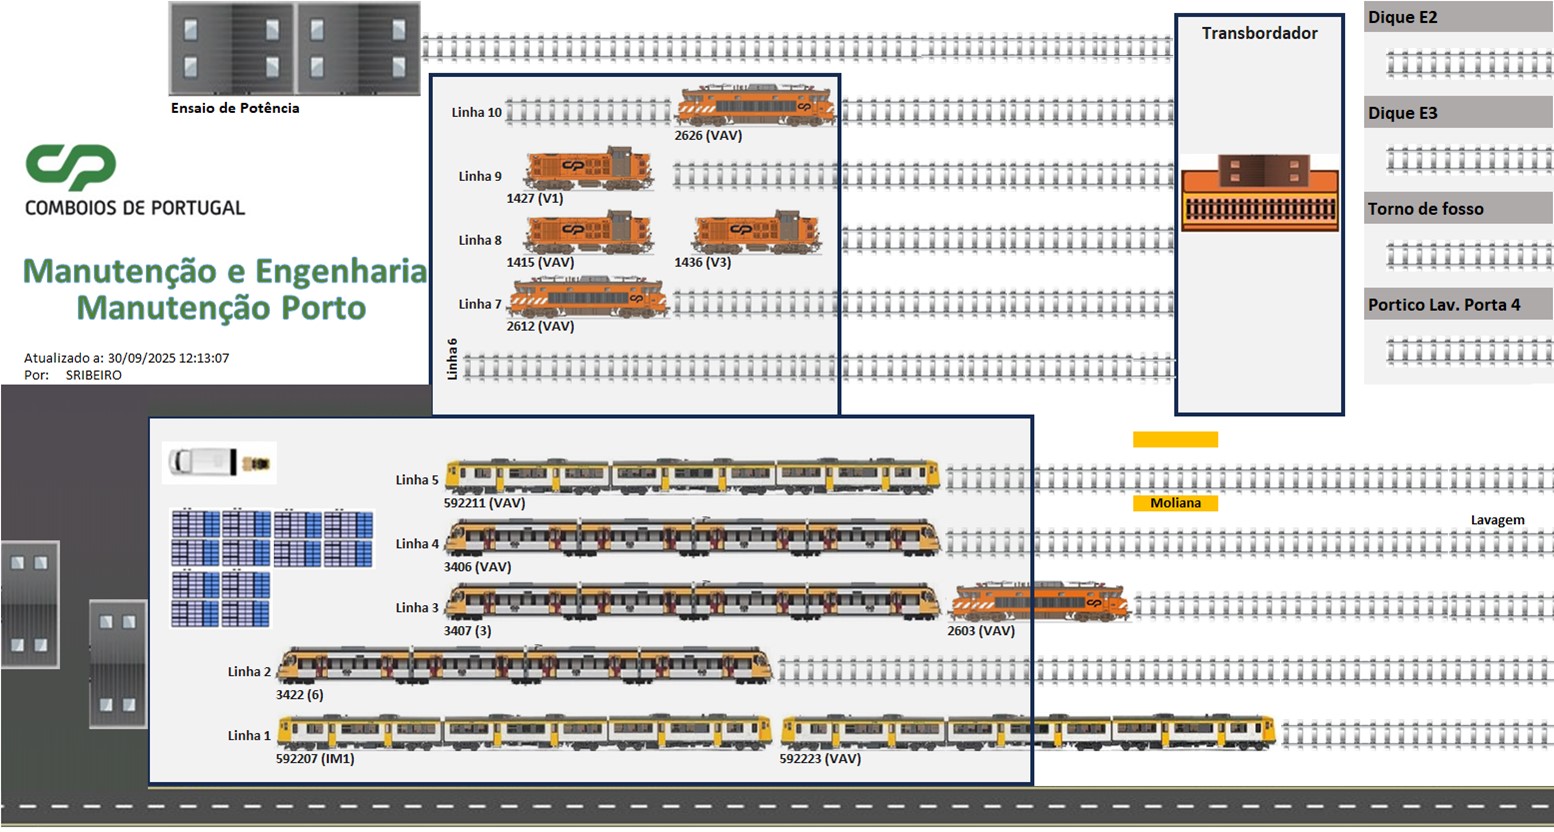 Ensaio de Potência
Transbordador
Dique E2
Dique E3
Torno de fosso
Portico Lav. Porta 4
CP
COMBOIOS DE PORTUGAL
Manutenção e Engenharia
Manutenção Porto
Atualizado a: 30/09/2025 12:13:07
Por: SRIBEIRO
Linha 10
2626 (VAV)
Linha 9
1427 (V1)
Linha 8
1415 (VAV)
1436 (V3)
Linha 7
2612 (VAV)
Linha6
Linha 5
592211 (VAV)
Moliana
Lavagem
Linha 4
3406 (VAV)
Linha 3
3407 (3)
2603 (VAV)
Linha 2
3422 (6)
Linha 1
592207 (IM1)
592223 (VAV)